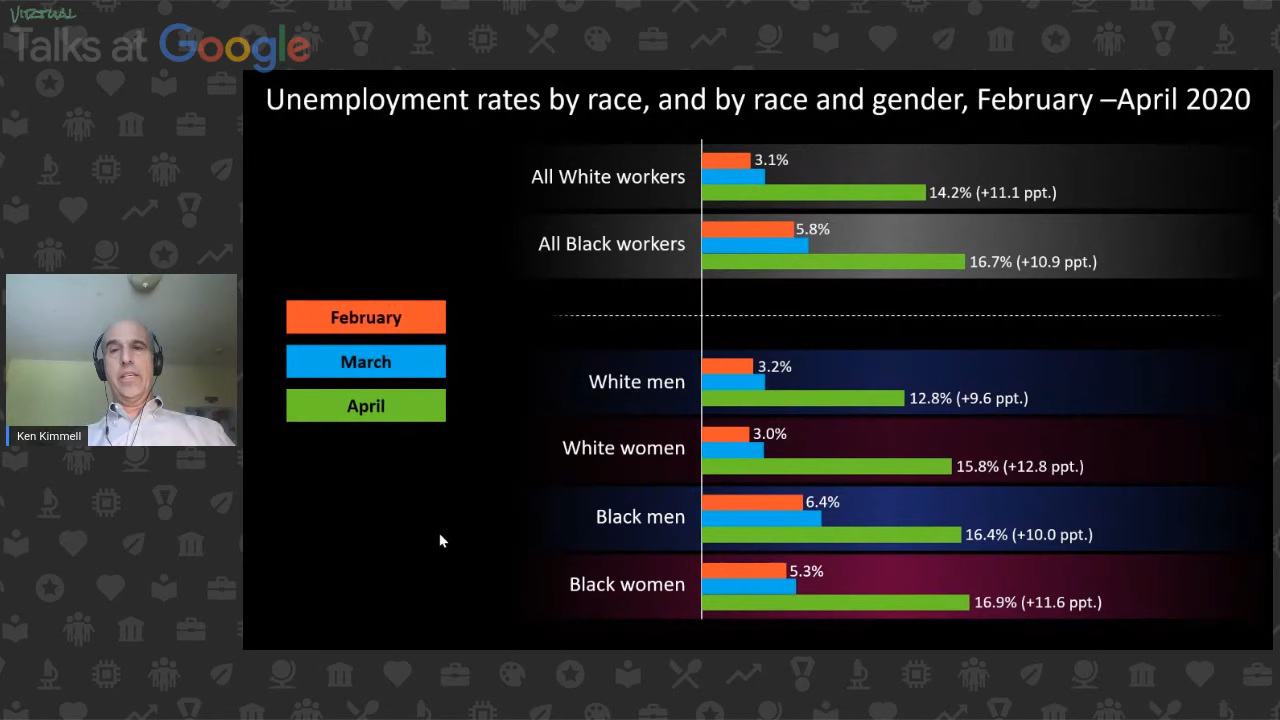 VIRTUAL
Talks at Google
Unemployment rates by race, and by race and gender, February –April 2020
All White workers
3.1%
14.2% (+11.1 ppt.)
All Black workers
5.8%
16.7% (+10.9 ppt.)
February
March
April
White men
3.2%
12.8% (+9.6 ppt.)
White women
3.0%
15.8% (+12.8 ppt.)
Black men
6.4%
16.4% (+10.0 ppt.)
Black women
5.3%
16.9% (+11.6 ppt.)
Ken Kimmell